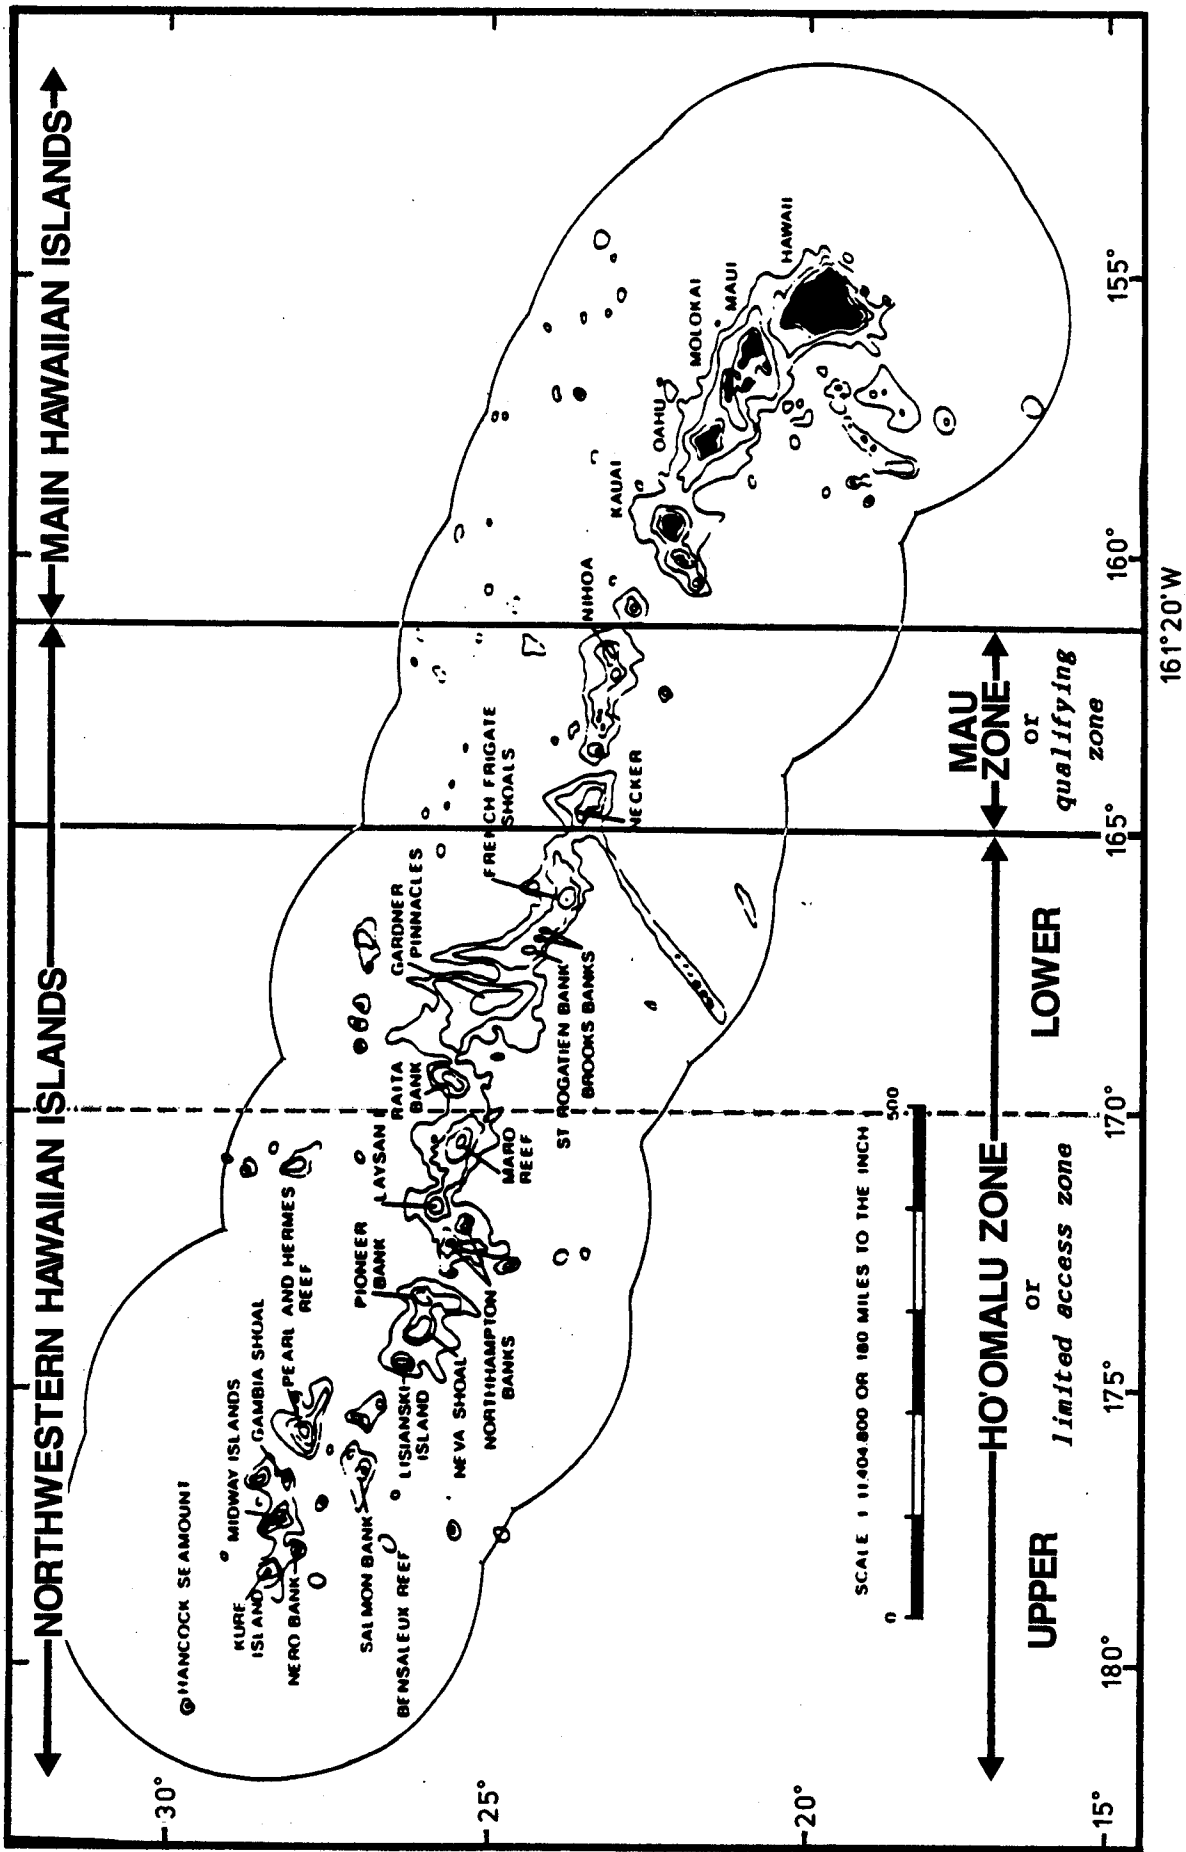 NORTHWESTERN HAWAIIAN ISLANDS
MAIN HAWAIIAN ISLANDS
HANCOCK SEAMOUNT
KURE
ISLAND
MIDWAY ISLANDS
GAMBIA SHOAL
NERO BANK
PEARL AND HERMES
REEF
SALMON BANK
BENSALEUX REEF
LISIANSKI
ISLAND
PIONEER
BANK
NEVA SHOAL
NORTHHAMPTON
BANKS
LAYSAN
MARO
REEF
RAITA
BANK
GARDNER
PINNACLES
ST ROGATIEN BANK
BROOKS BANKS
FRENCH FRIGATE
SHOALS
NECKER
NIHOA
KAUAI
OAHU
MOLOKAI
MAUI
HAWAII
SCALE 1 11,404,800 OR 180 MILES TO THE INCH
0
500
HO'OMALU ZONE
or
limited access zone
UPPER
LOWER
MAU
ZONE
or
qualifying
zone
30°
25°
20°
15°
180°
175°
170°
165°
160°
155°
161°20'W